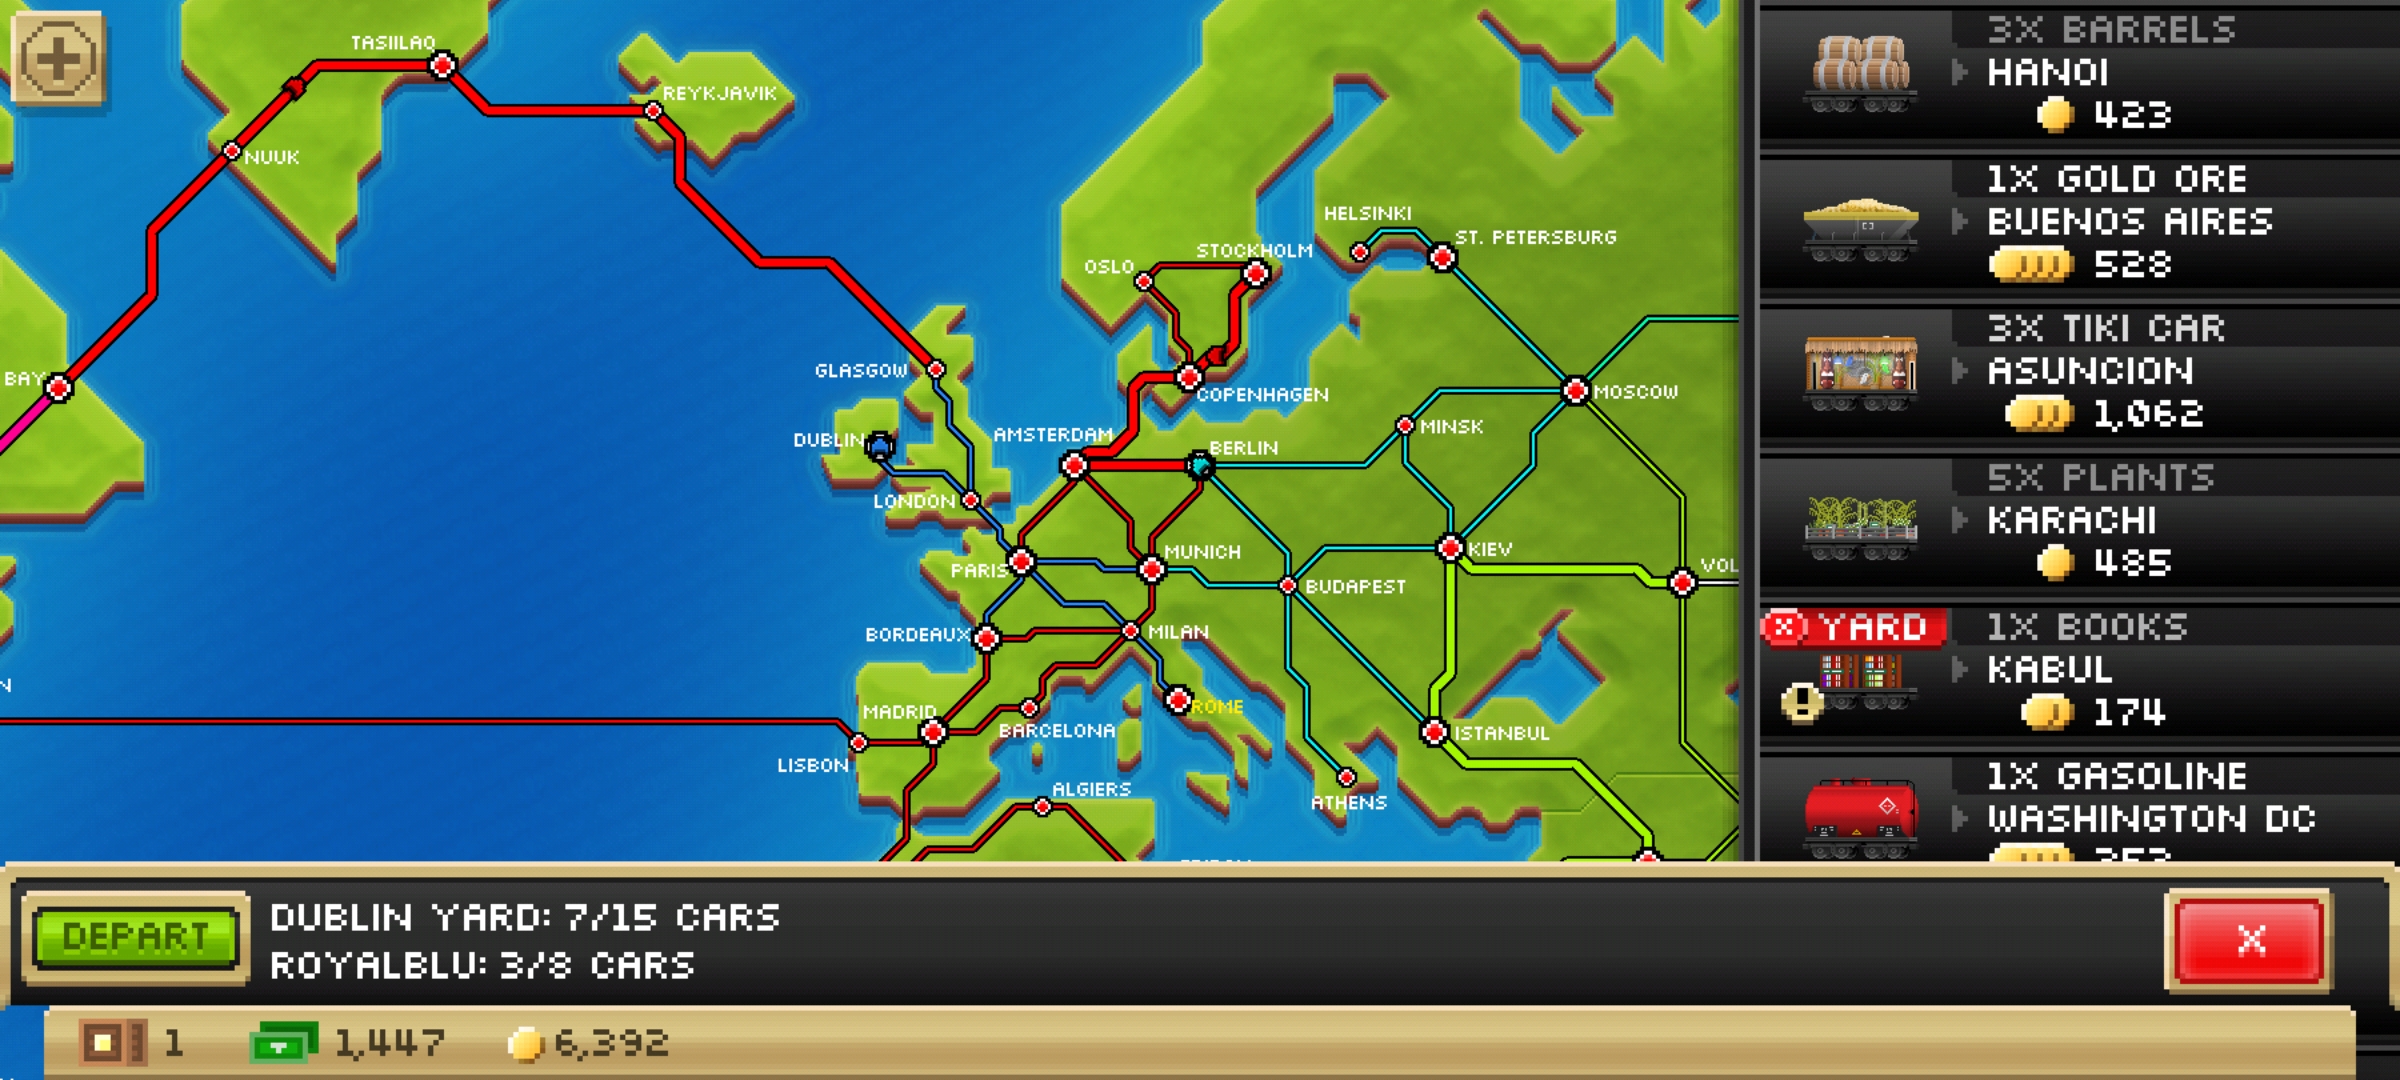 TASIILAQ
REYKJAVIK
NUUK
BAY
GLASGOW
DUBLIN
LONDON
OSLO
STOCKHOLM
COPENHAGEN
HELSINKI
ST. PETERSBURG
MOSCOW
MINSK
AMSTERDAM
BERLIN
MUNICH
PARIS
KIEV
VOL
BUDAPEST
BORDEAUX
MILAN
ROME
MADRID
BARCELONA
LISBON
ALGIERS
ISTANBUL
ATHENS
N
3X BARRELS
HANOI
423
1X GOLD ORE
BUENOS AIRES
528
3X TIKI CAR
ASUNCION
1,062
5X PLANTS
KARACHI
485
X YARD
1X BOOKS
KABUL
174
1X GASOLINE
WASHINGTON DC
DEPART
DUBLIN YARD: 7/15 CARS
ROYALBLU: 3/8 CARS
X
1
1,447
6,392